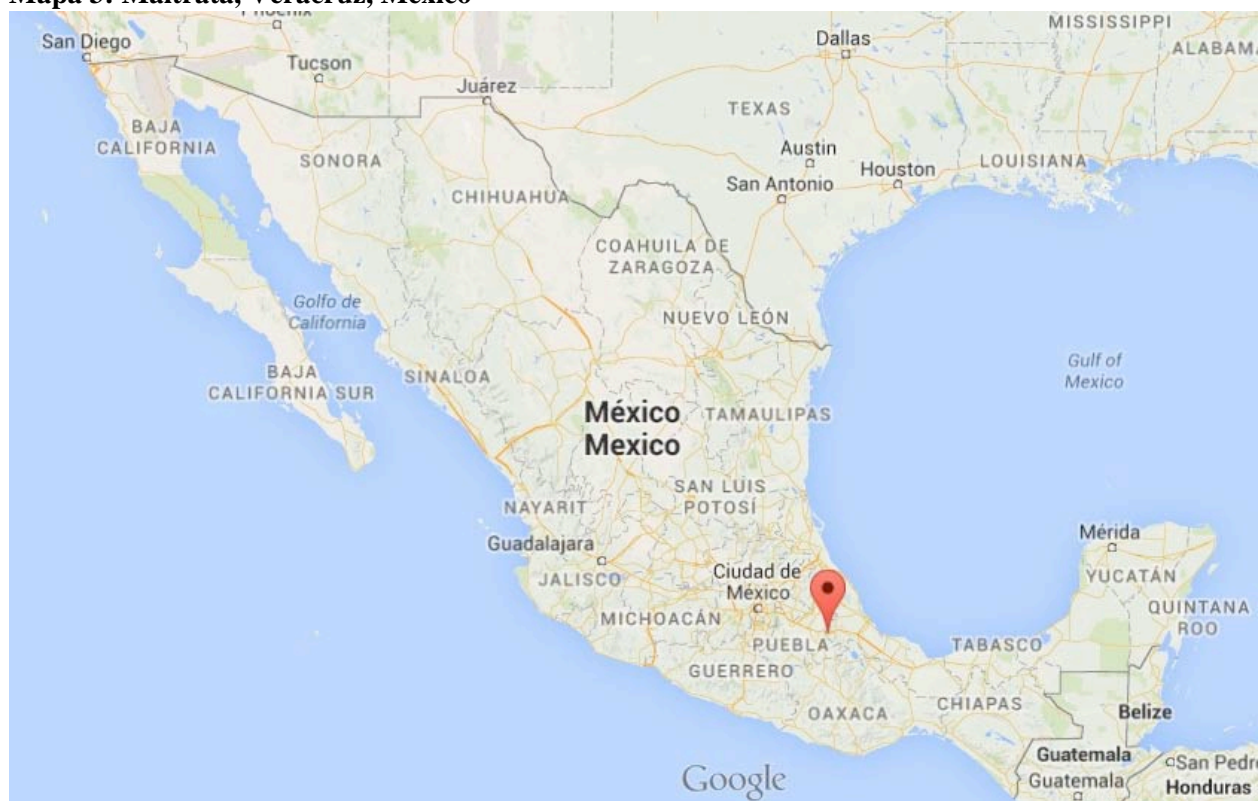 Mapa 3: Maltrata, Veracruz, México
Phoenix
San Diego
Tucson
Juárez
Dallas
MISSISSIPPI
ALABAMA
BAJA
CALIFORNIA
SONORA
TEXAS
Austin
Houston
LOUISIANA
San Antonio
CHIHUAHUA
COAHUILA DE
ZARAGOZA
Golfo de
California
NUEVO LEÓN
Gulf of
Mexico
BAJA
CALIFORNIA SUR
SINALOA
México
Mexico
TAMAULIPAS
SAN LUIS
POTOSÍ
NAYARIT
Guadalajara
JALISCO
Ciudad de
México
Mérida
YUCATÁN
QUINTANA
ROO
MICHOACÁN
PUEBLA
TABASCO
GUERRERO
OAXACA
CHIAPAS
Belize
Guatemala
Guatemala
San Pedr
Honduras
Google